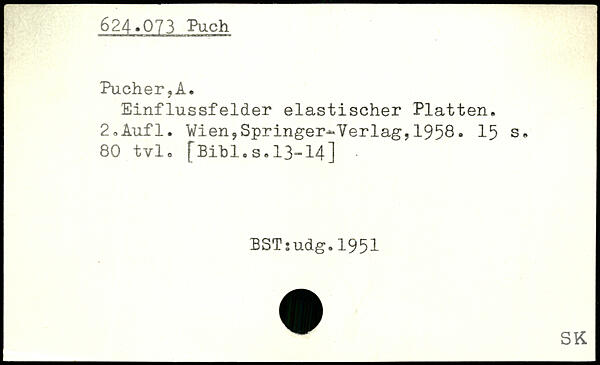 624.073 Puch
Pucher,A.
Einflussfelder elastischer Platten.
2.Aufl. Wien,Springer-Verlag,1958. 15 s.
80 tvl. [Bibl.s.13-14]
BST:udg.1951
SK